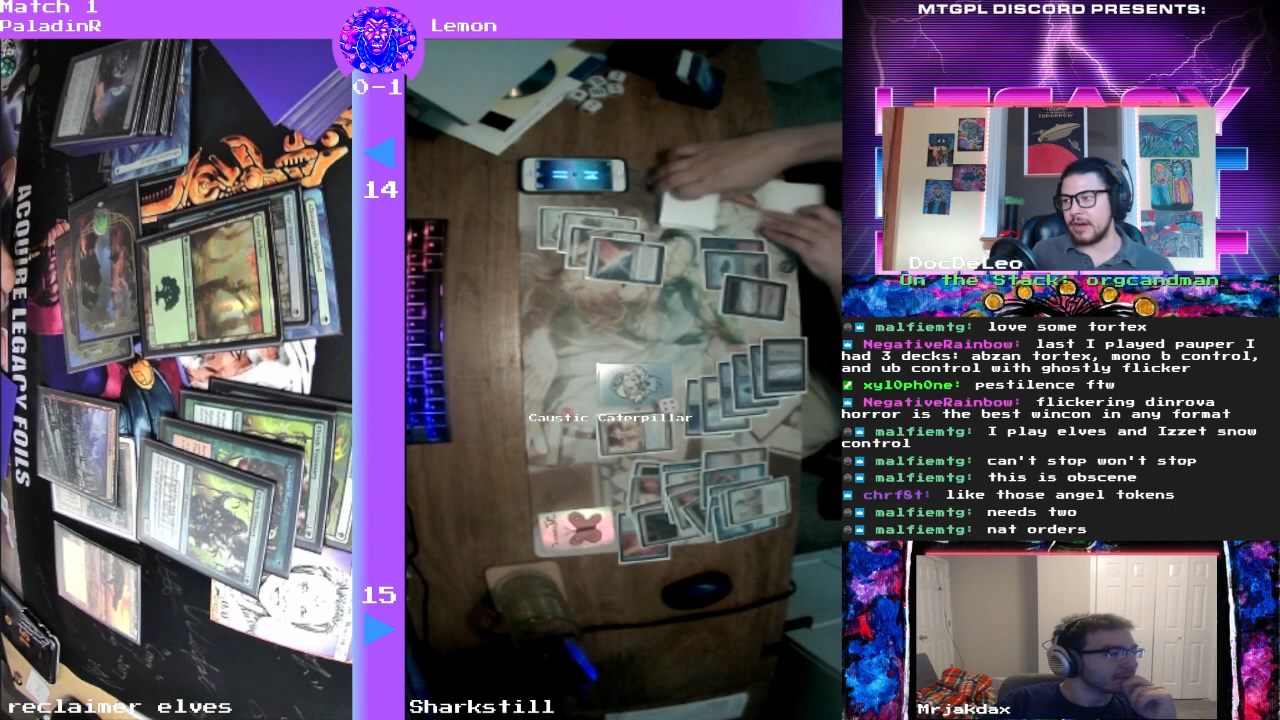 Match 1
PaladinR
Lemon
0-1
14
15
ACQUIRE LEGACY FOILS
reclaimer elves
Caustic Caterpillar
Sharkstill
MTGPL DISCORD PRESENTS:
LEGACY
TOMORROW
DocDeLeo
On the Stack: orgcandman
malfiemtg: love some tortex
NegativeRainbow: last I played pauper I
had 3 decks: abzan tortex, mono b control,
and ub control with ghostly flicker
xyl0ph0ne: pestilence ftw
NegativeRainbow: flickering dinrova
horror is the best wincon in any format
malfiemtg: I play elves and Izzet snow
control
malfiemtg: can't stop won't stop
malfiemtg: this is obscene
chrf8t: like those angel tokens
malfiemtg: needs two
malfiemtg: nat orders
Mrjakdax